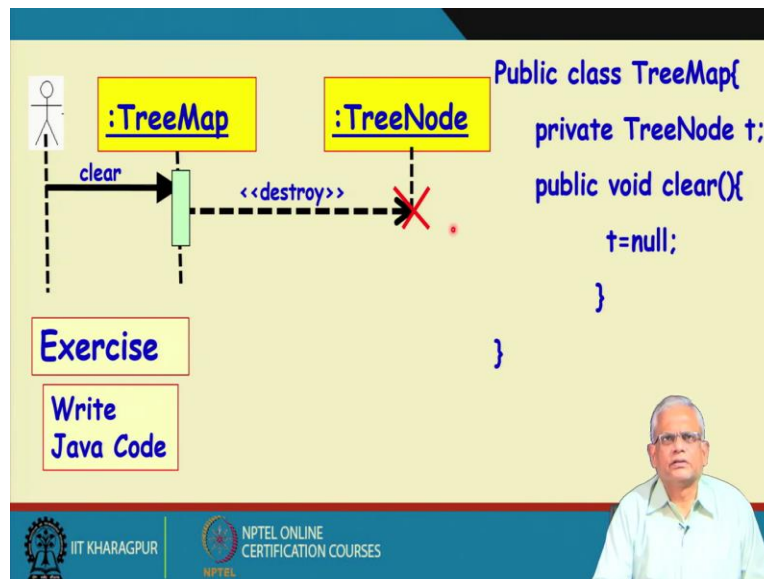 :TreeMap
:TreeNode
clear
<<destroy>>
Exercise
Write
Java Code
Public class TreeMap{
private TreeNode t;
public void clear(){
t=null;
}
}
IIT KHARAGPUR
NPTEL
NPTEL ONLINE
CERTIFICATION COURSES